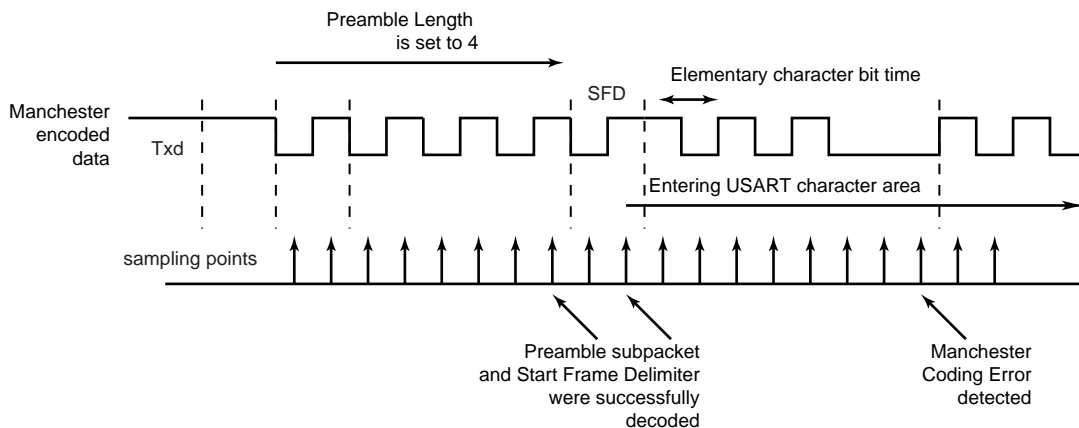 Preamble Length
is set to 4
SFD
Elementary character bit time
Manchester
encoded
data
Txd
Entering USART character area
sampling points
Preamble subpacket
and Start Frame Delimiter
were successfully
decoded
Manchester
Coding Error
detected